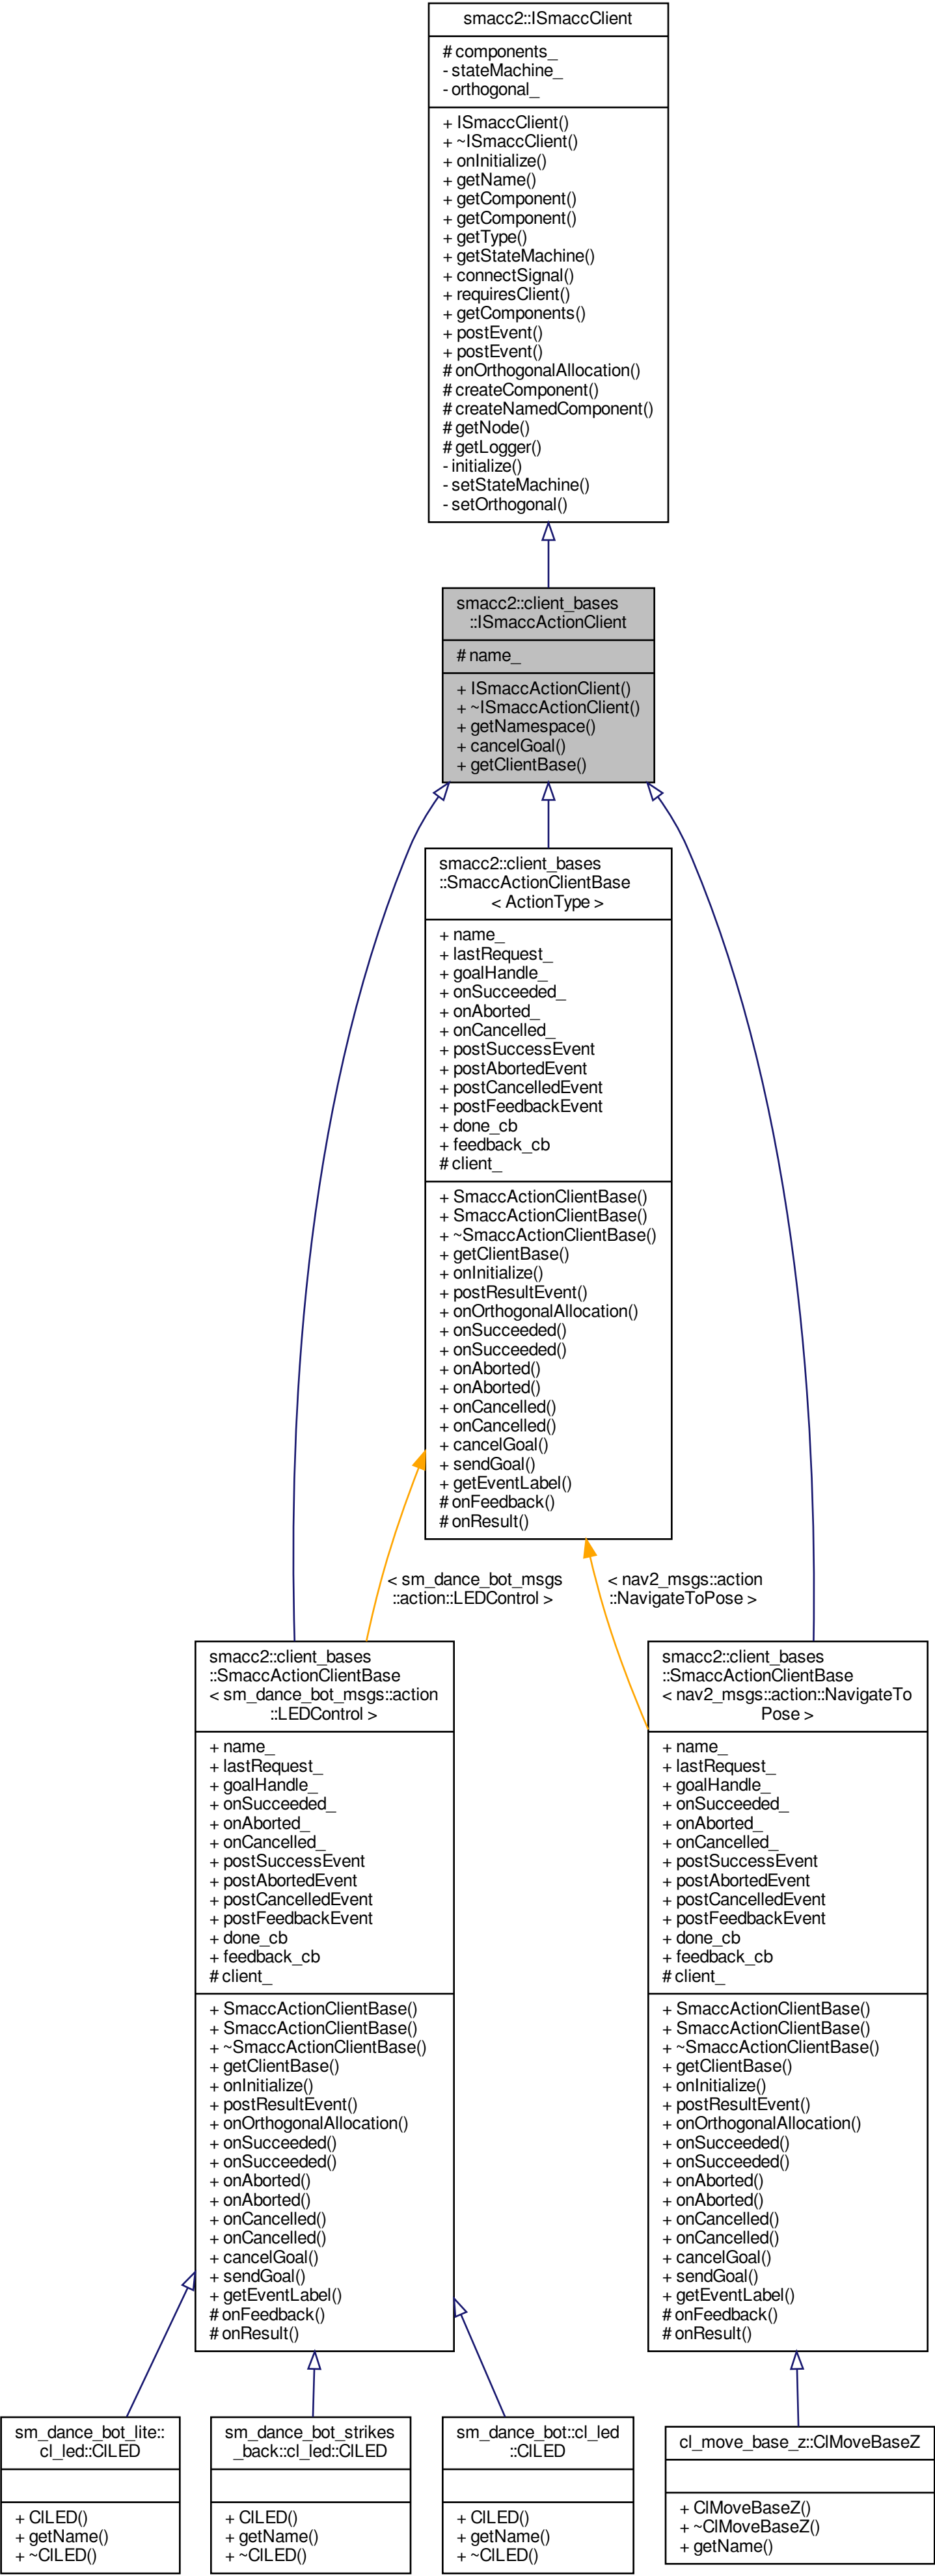 smacc2::ISmaccClient
# components_
- stateMachine_
- orthogonal_
+ ISmaccClient()
+ ~ISmaccClient()
+ onInitialize()
+ getName()
+ getComponent()
+ getComponent()
+ getType()
+ getStateMachine()
+ connectSignal()
+ requiresClient()
+ getComponents()
+ postEvent()
+ postEvent()
# onOrthogonalAllocation()
# createComponent()
# createNamedComponent()
# getNode()
# getLogger()
- initialize()
- setStateMachine()
- setOrthogonal()
smacc2::client_bases
::ISmaccActionClient
# name_
+ ISmaccActionClient()
+ ~ISmaccActionClient()
+ getNamespace()
+ cancelGoal()
+ getClientBase()
smacc2::client_bases
::SmaccActionClientBase
< ActionType >
+ name_
+ lastRequest_
+ goalHandle_
+ onSucceeded_
+ onAborted_
+ onCancelled_
+ postSuccessEvent
+ postAbortedEvent
+ postCancelledEvent
+ postFeedbackEvent
+ done_cb
+ feedback_cb
# client_
+ SmaccActionClientBase()
+ SmaccActionClientBase()
+ ~SmaccActionClientBase()
+ getClientBase()
+ onInitialize()
+ postResultEvent()
+ onOrthogonalAllocation()
+ onSucceeded()
+ onSucceeded()
+ onAborted()
+ onAborted()
+ onCancelled()
+ onCancelled()
+ cancelGoal()
+ sendGoal()
+ getEventLabel()
# onFeedback()
# onResult()
< sm_dance_bot_msgs
::action::LEDControl >
< nav2_msgs::action
::NavigateToPose >
smacc2::client_bases
::SmaccActionClientBase
< sm_dance_bot_msgs::action
::LEDControl >
+ name_
+ lastRequest_
+ goalHandle_
+ onSucceeded_
+ onAborted_
+ onCancelled_
+ postSuccessEvent
+ postAbortedEvent
+ postCancelledEvent
+ postFeedbackEvent
+ done_cb
+ feedback_cb
# client_
+ SmaccActionClientBase()
+ SmaccActionClientBase()
+ ~SmaccActionClientBase()
+ getClientBase()
+ onInitialize()
+ postResultEvent()
+ onOrthogonalAllocation()
+ onSucceeded()
+ onSucceeded()
+ onAborted()
+ onAborted()
+ onCancelled()
+ onCancelled()
+ cancelGoal()
+ sendGoal()
+ getEventLabel()
# onFeedback()
# onResult()
smacc2::client_bases
::SmaccActionClientBase
< nav2_msgs::action::NavigateTo
Pose >
+ name_
+ lastRequest_
+ goalHandle_
+ onSucceeded_
+ onAborted_
+ onCancelled_
+ postSuccessEvent
+ postAbortedEvent
+ postCancelledEvent
+ postFeedbackEvent
+ done_cb
+ feedback_cb
# client_
+ SmaccActionClientBase()
+ SmaccActionClientBase()
+ ~SmaccActionClientBase()
+ getClientBase()
+ onInitialize()
+ postResultEvent()
+ onOrthogonalAllocation()
+ onSucceeded()
+ onSucceeded()
+ onAborted()
+ onAborted()
+ onCancelled()
+ onCancelled()
+ cancelGoal()
+ sendGoal()
+ getEventLabel()
# onFeedback()
# onResult()
sm_dance_bot_lite::
cl_led::ClLED
+ ClLED()
+ getName()
+ ~ClLED()
sm_dance_bot_strikes
_back::cl_led::ClLED
+ ClLED()
+ getName()
+ ~ClLED()
sm_dance_bot::cl_led
::ClLED
+ ClLED()
+ getName()
+ ~ClLED()
cl_move_base_z::ClMoveBaseZ
+ ClMoveBaseZ()
+ ~ClMoveBaseZ()
+ getName()